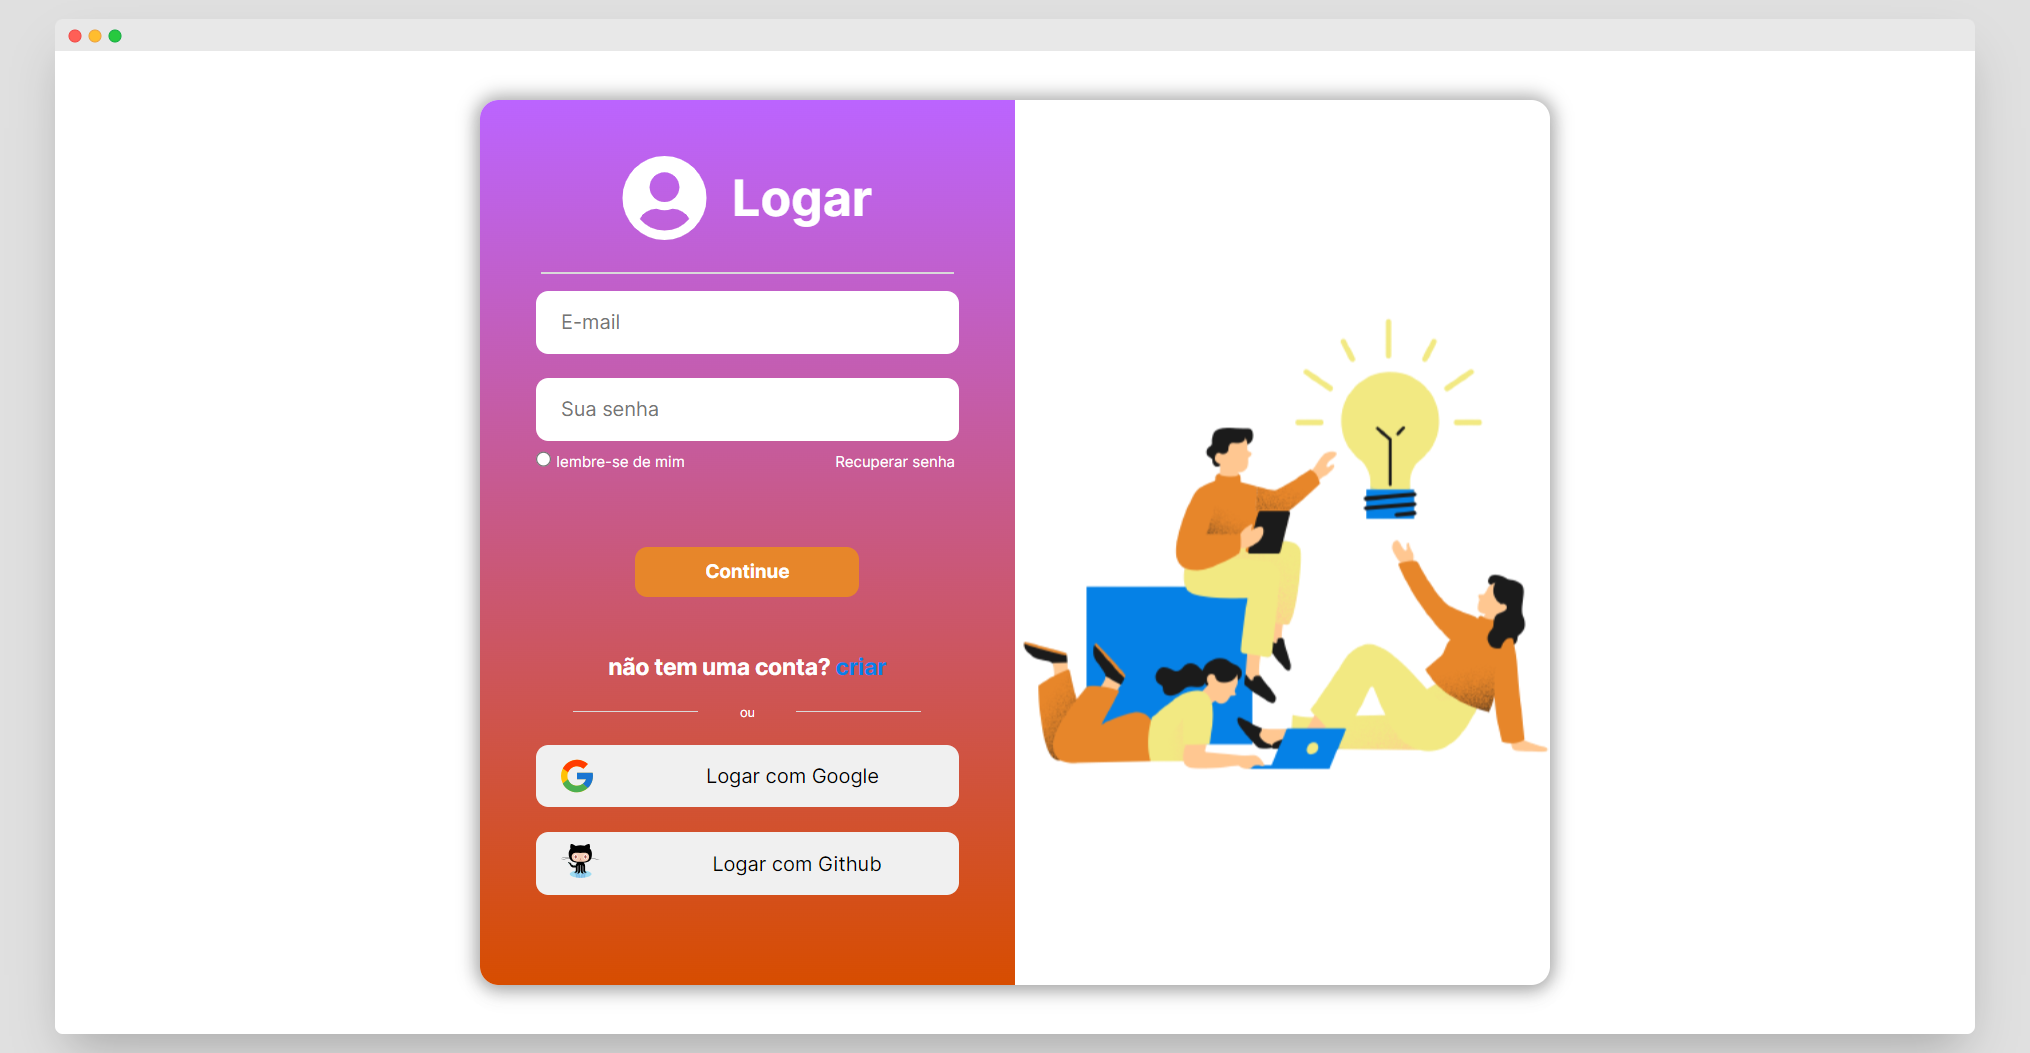 Logar
E-mail
Sua senha
lembre-se de mim
Recuperar senha
Continue
não tem uma conta? criar
ou
Logar com Google
Logar com Github